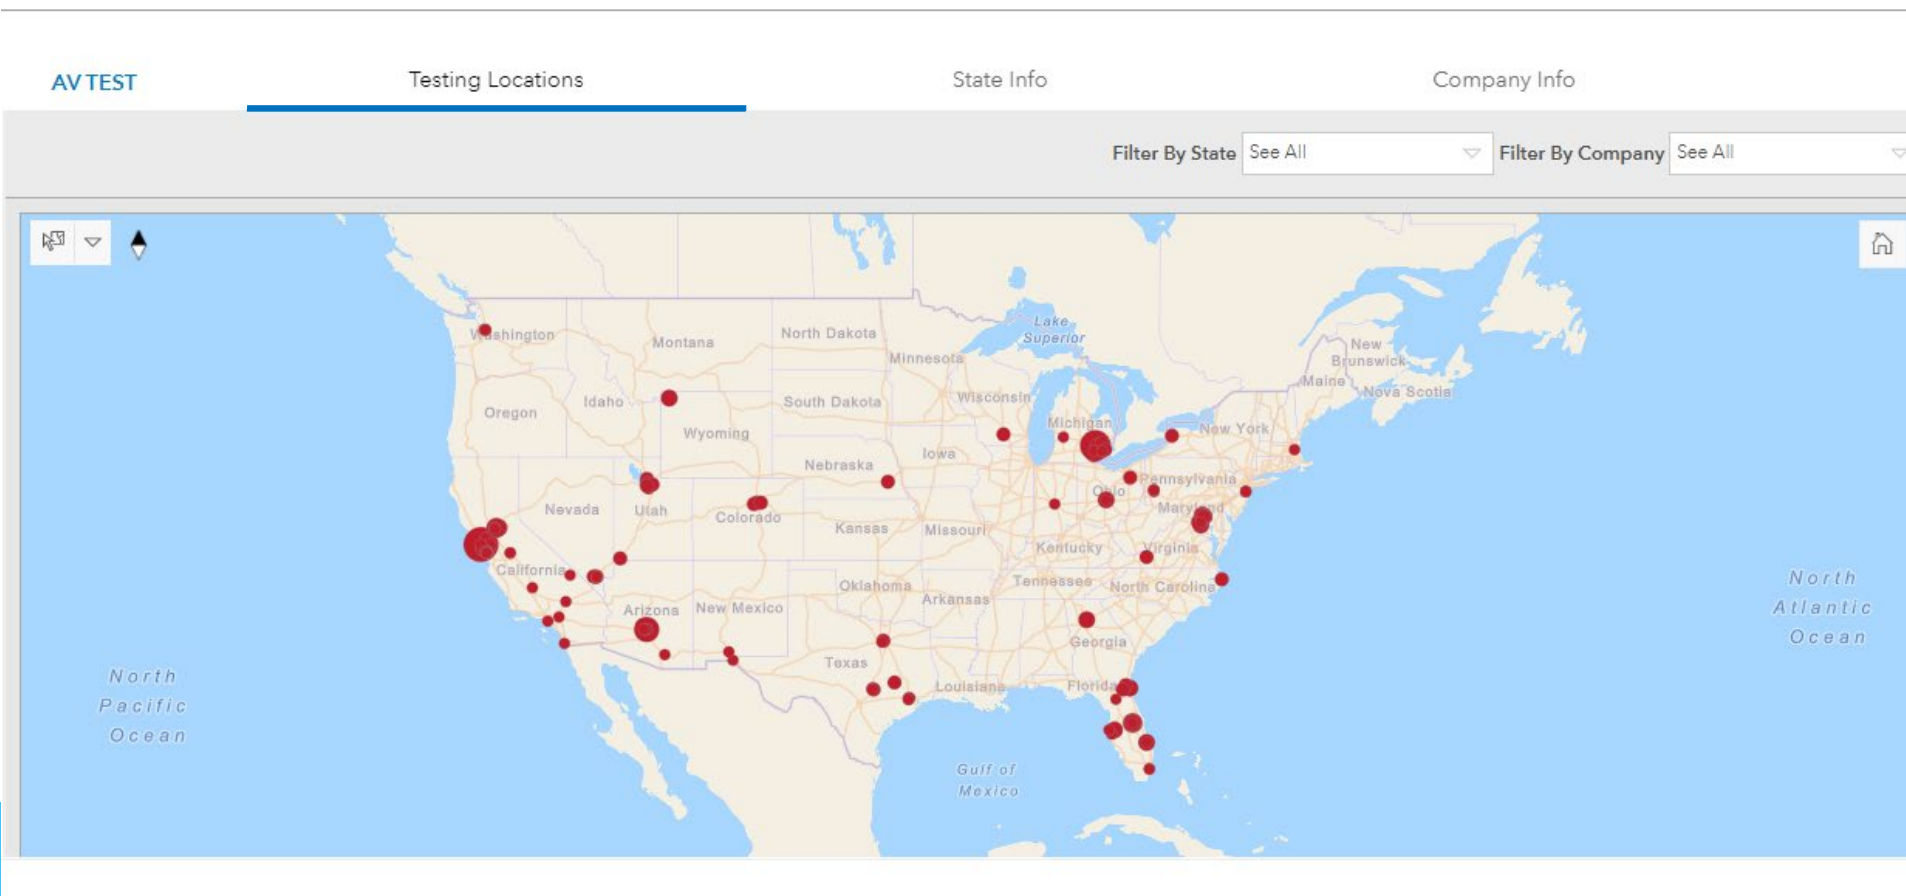 AV TEST
Testing Locations
State Info
Company Info
Filter By State
See All
Filter By Company
See All
Lake
Superior
Washington
Montana
North Dakota
Minnesota
New
Brunswick
Maine
Nova Scotia
Oregon
Idaho
South Dakota
Wisconsin
Michigan
New York
Wyoming
Iowa
Nebraska
Ohio
Pennsylvania
Nevada
Utah
Colorado
Kansas
Missouri
Maryland
Kentucky
Virginia
California
Oklahoma
Arkansas
Tennessee
North Carolina
Arizona
New Mexico
Georgia
Texas
Louisiana
Florida
North
Pacific
Ocean
Gulf of
Mexico
North
Atlantic
Ocean